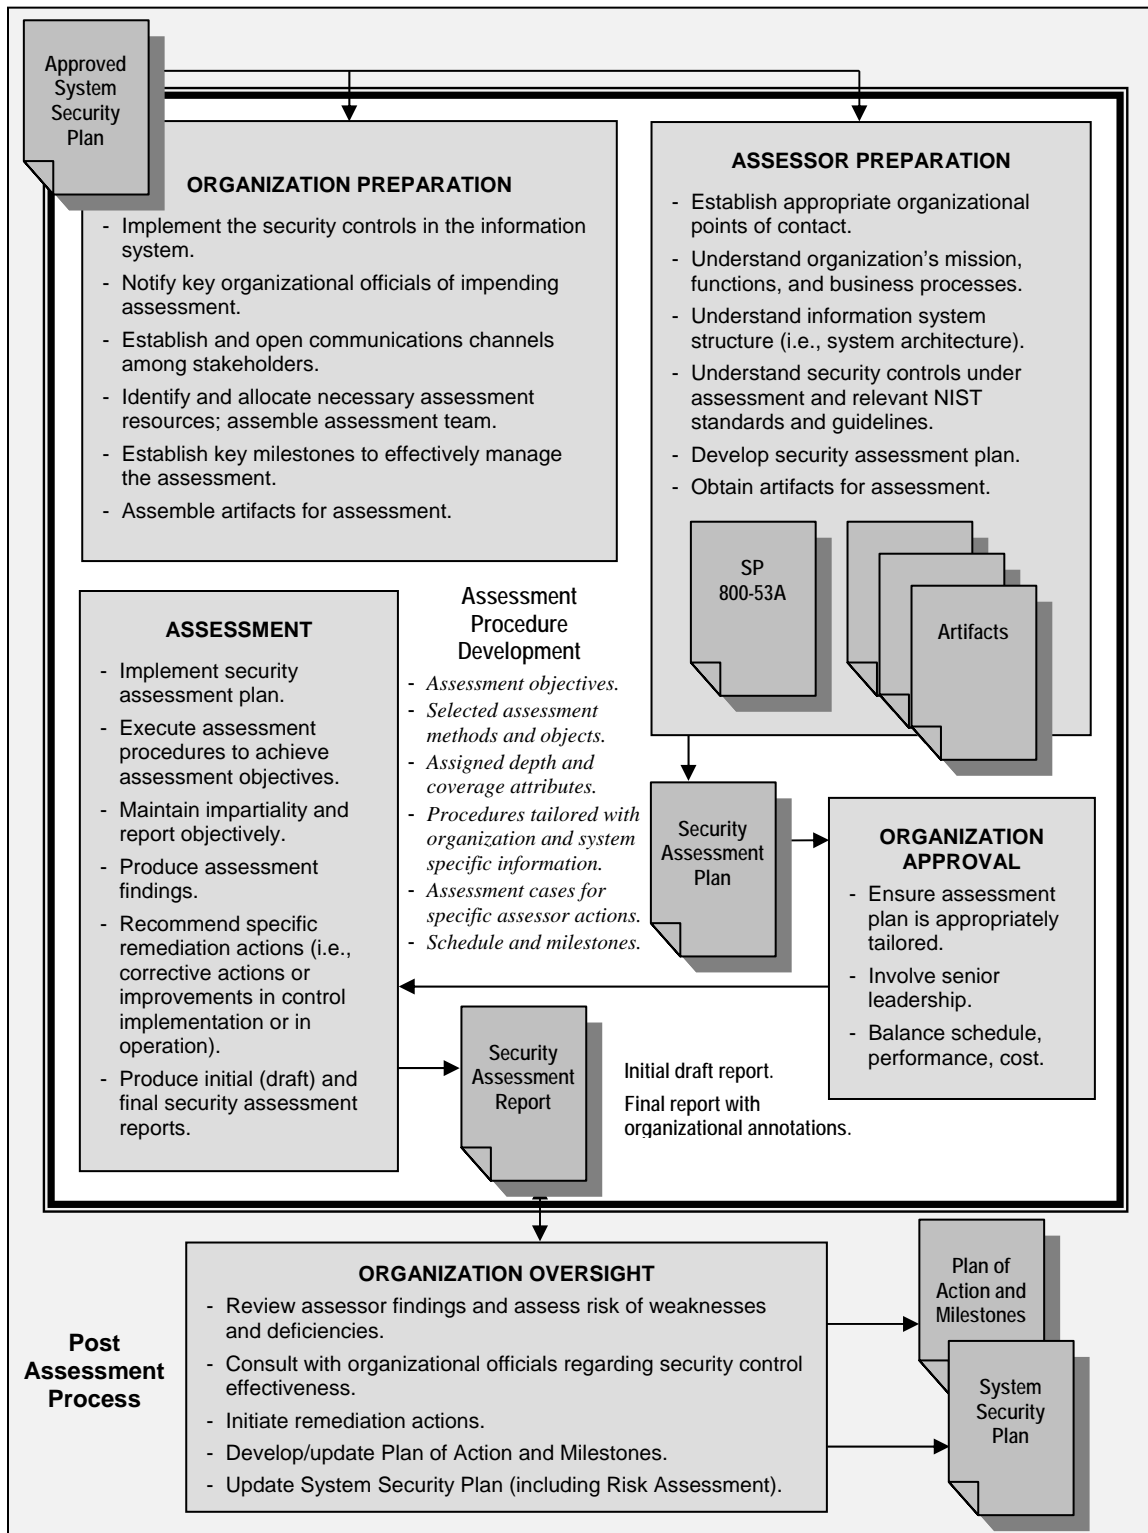 Approved
System
Security
Plan
ORGANIZATION PREPARATION
- Implement the security controls in the information
system.
- Notify key organizational officials of impending
assessment.
- Establish and open communications channels
among stakeholders.
- Identify and allocate necessary assessment
resources; assemble assessment team.
- Establish key milestones to effectively manage
the assessment.
- Assemble artifacts for assessment.
ASSESSOR PREPARATION
- Establish appropriate organizational
points of contact.
- Understand organization’s mission,
functions, and business processes.
- Understand information system
structure (i.e., system architecture).
- Understand security controls under
assessment and relevant NIST
standards and guidelines.
- Develop security assessment plan.
- Obtain artifacts for assessment.
SP
800-53A
Artifacts
ASSESSMENT
- Implement security
assessment plan.
- Execute assessment
procedures to achieve
assessment objectives.
- Maintain impartiality and
report objectively.
- Produce assessment
findings.
- Recommend specific
remediation actions (i.e.,
corrective actions or
improvements in control
implementation or in
operation).
- Produce initial (draft) and
final security assessment
reports.
Assessment
Procedure
Development
- Assessment objectives.
- Selected assessment
methods and objects.
- Assigned depth and
coverage attributes.
- Procedures tailored with
organization and system
specific information.
- Assessment cases for
specific assessor actions.
- Schedule and milestones.
Security
Assessment
Plan
ORGANIZATION
APPROVAL
- Ensure assessment
plan is appropriately
tailored.
- Involve senior
leadership.
- Balance schedule,
performance, cost.
Security
Assessment
Report
Initial draft report.
Final report with
organizational annotations.
Post
Assessment
Process
ORGANIZATION OVERSIGHT
- Review assessor findings and assess risk of weaknesses
and deficiencies.
- Consult with organizational officials regarding security control
effectiveness.
- Initiate remediation actions.
- Develop/update Plan of Action and Milestones.
- Update System Security Plan (including Risk Assessment).
Plan of
Action and
Milestones
System
Security
Plan